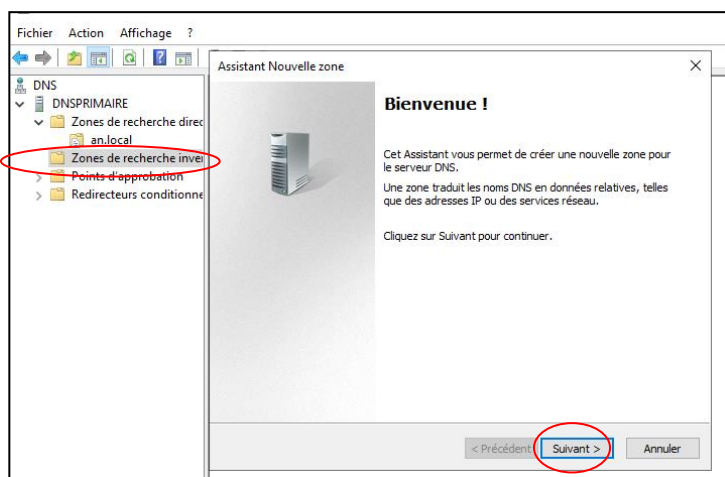 Fichier Action Affichage ?
Assistant Nouvelle zone
DNS
DNSPRIMAIRE
Zones de recherche direc
an.local
Zones de recherche inver
Points d'approbation
Redirecteurs conditionne
Bienvenue !
Cet Assistant vous permet de créer une nouvelle zone pour
le serveur DNS.
Une zone traduit les noms DNS en données relatives, telles
que des adresses IP ou des services réseau.
Cliquez sur Suivant pour continuer.
< Précédent Suivant > Annuler